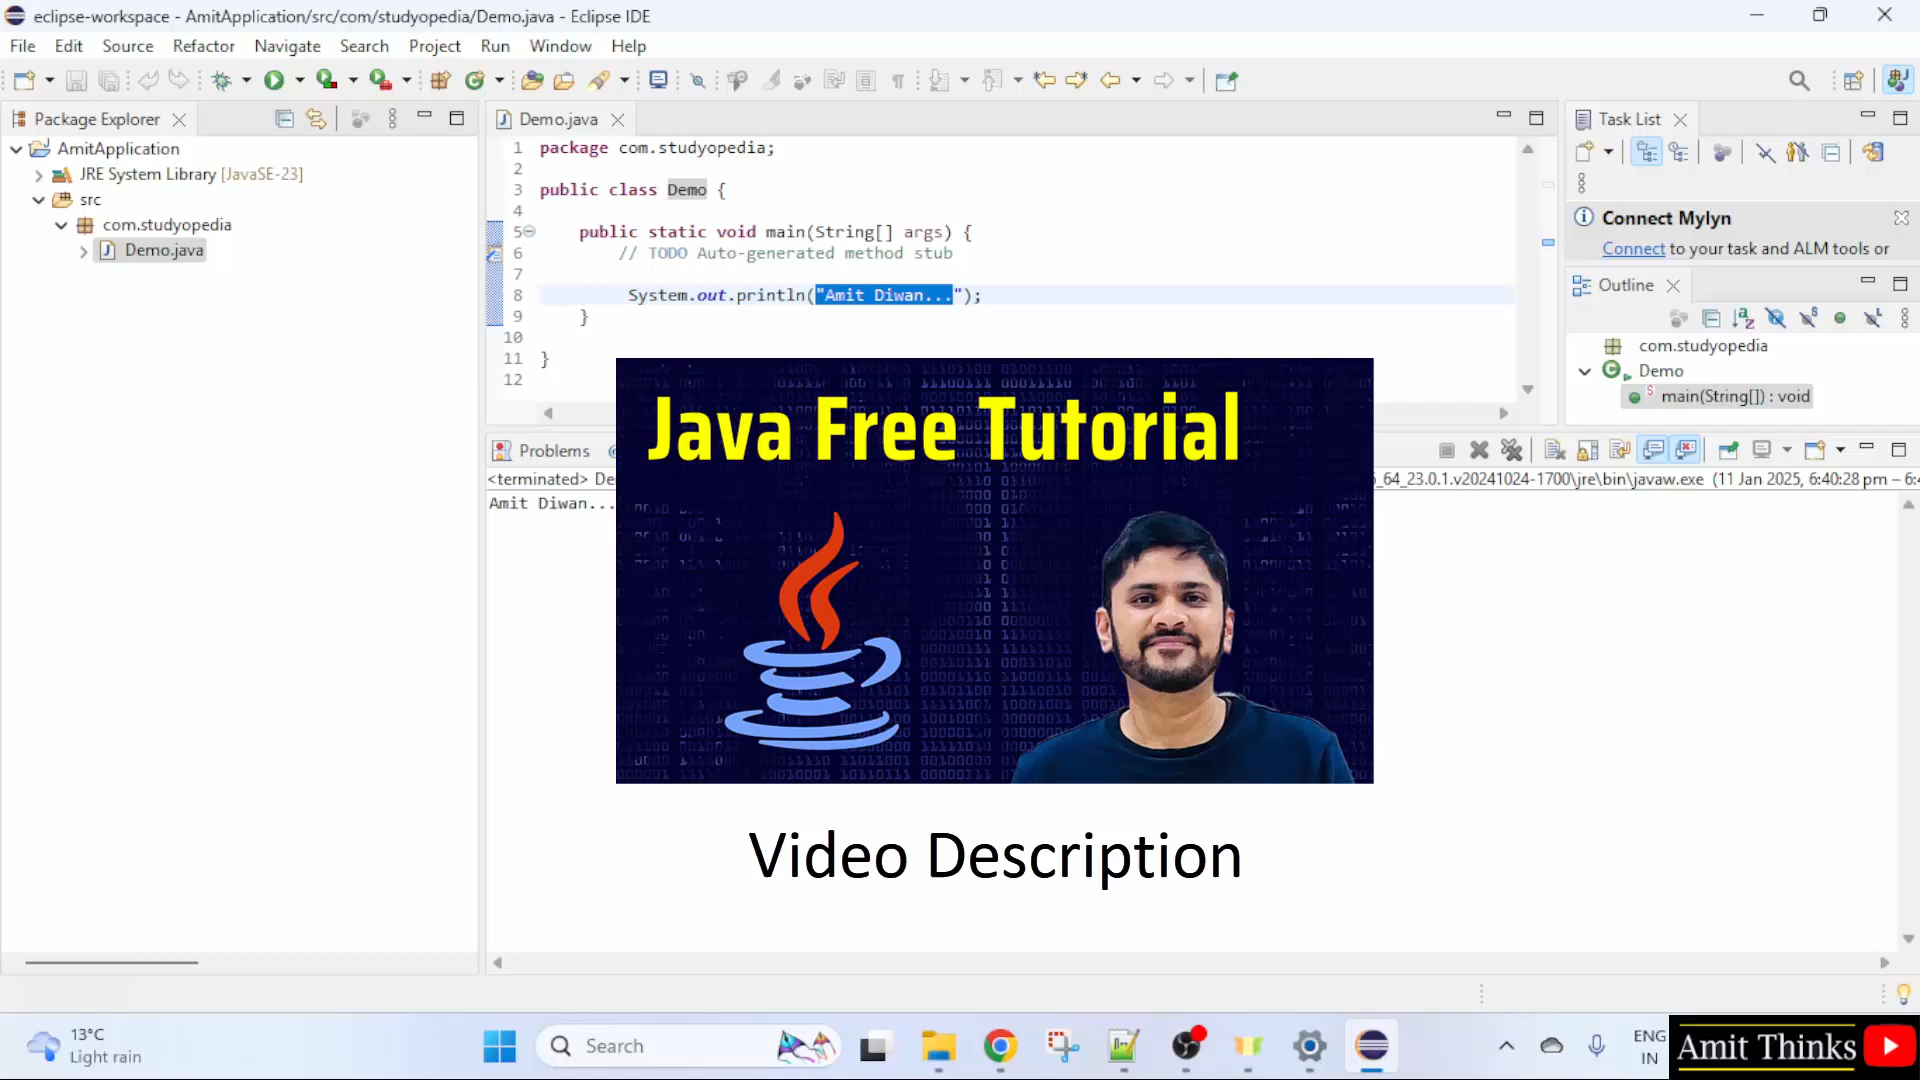 eclipse-workspace - AmitApplication/src/com/studyopedia/Demo.java - Eclipse IDE
File Edit Source Refactor Navigate Search Project Run Window Help
Package Explorer
AmitApplication
JRE System Library [JavaSE-23]
src
com.studyopedia
Demo.java
Demo.java
1 package com.studyopedia;
2
3 public class Demo {
4
5 public static void main(String[] args) {
6 // TODO Auto-generated method stub
7
8 System.out.println("Amit Diwan...");
9 }
10
11 }
12
Task List
Connect Mylyn
Connect to your task and ALM tools or
Outline
com.studyopedia
Demo
main(String[]) : void
Problems
<terminated> De
_64_23.0.1.v20241024-1700\jre\bin\javaw.exe (11 Jan 2025, 6:40:28 pm – 6:4
Amit Diwan...
Java Free Tutorial
Video Description
13°C
Light rain
Search
ENG
IN
Amit Thinks